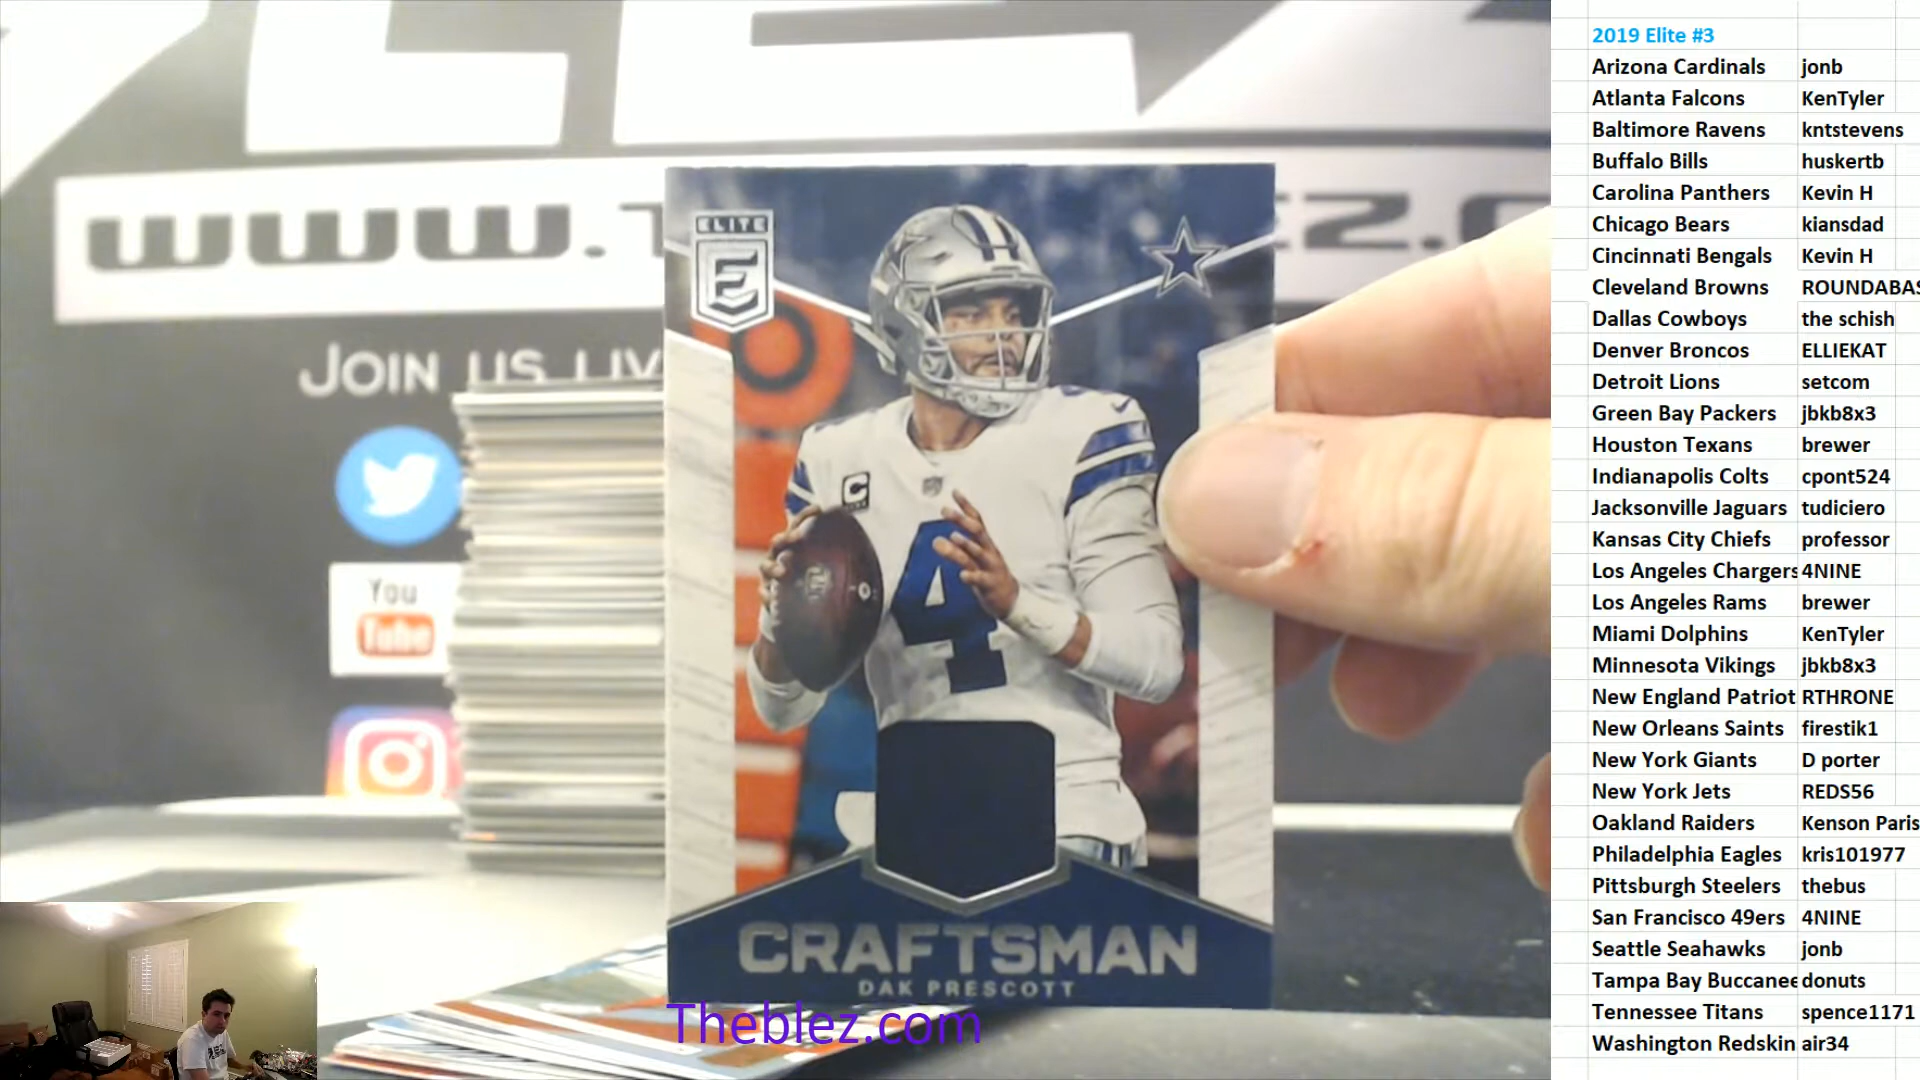 www.T
EZ.C
JOIN US LIV
You
Tube
ELITE
E
C
4
CRAFTSMAN
DAK PRESCOTT
Theblez.com
2019 Elite #3
Arizona Cardinals jonb
Atlanta Falcons KenTyler
Baltimore Ravens kntstevens
Buffalo Bills huskertb
Carolina Panthers Kevin H
Chicago Bears kiansdad
Cincinnati Bengals Kevin H
Cleveland Browns ROUNDABAS
Dallas Cowboys the schish
Denver Broncos ELLIEKAT
Detroit Lions setcom
Green Bay Packers jbkb8x3
Houston Texans brewer
Indianapolis Colts cpont524
Jacksonville Jaguars tudiciero
Kansas City Chiefs professor
Los Angeles Chargers 4NINE
Los Angeles Rams brewer
Miami Dolphins KenTyler
Minnesota Vikings jbkb8x3
New England Patriot RTHRONE
New Orleans Saints firestik1
New York Giants D porter
New York Jets REDS56
Oakland Raiders Kenson Paris
Philadelphia Eagles kris101977
Pittsburgh Steelers thebus
San Francisco 49ers 4NINE
Seattle Seahawks jonb
Tampa Bay Buccanee donuts
Tennessee Titans spence1171
Washington Redskin air34